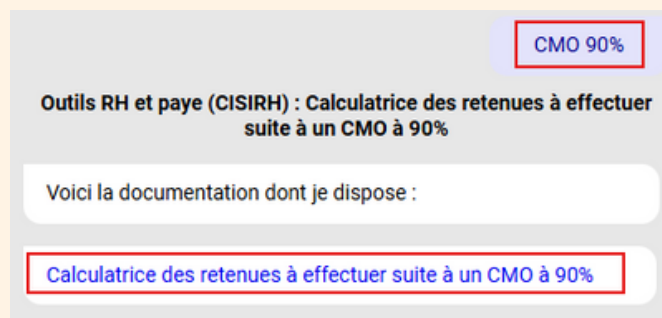 CMO 90%
Outils RH et paye (CISIRH) : Calculatrice des retenues à effectuer
suite à un CMO à 90%
Voici la documentation dont je dispose :
Calculatrice des retenues à effectuer suite à un CMO à 90%